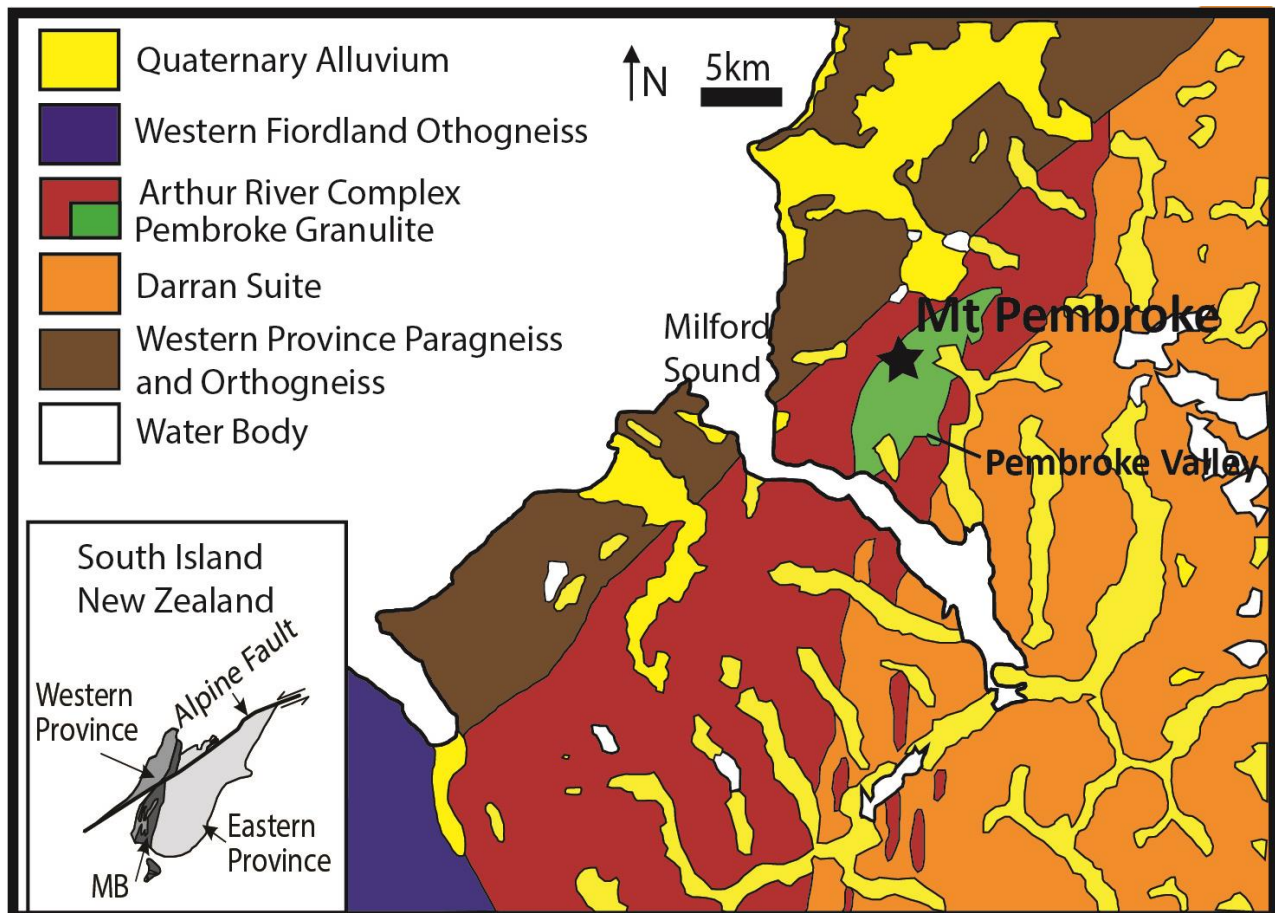 Quaternary Alluvium
Western Fiordland Othogneiss
Arthur River Complex
Pembroke Granulite
Darran Suite
Western Province Paragneiss
and Orthogneiss
Water Body
N
5km
Milford
Sound
Mt Pembroke
Pembroke Valley
South Island
New Zealand
Alpine Fault
Western
Province
Eastern
Province
MB